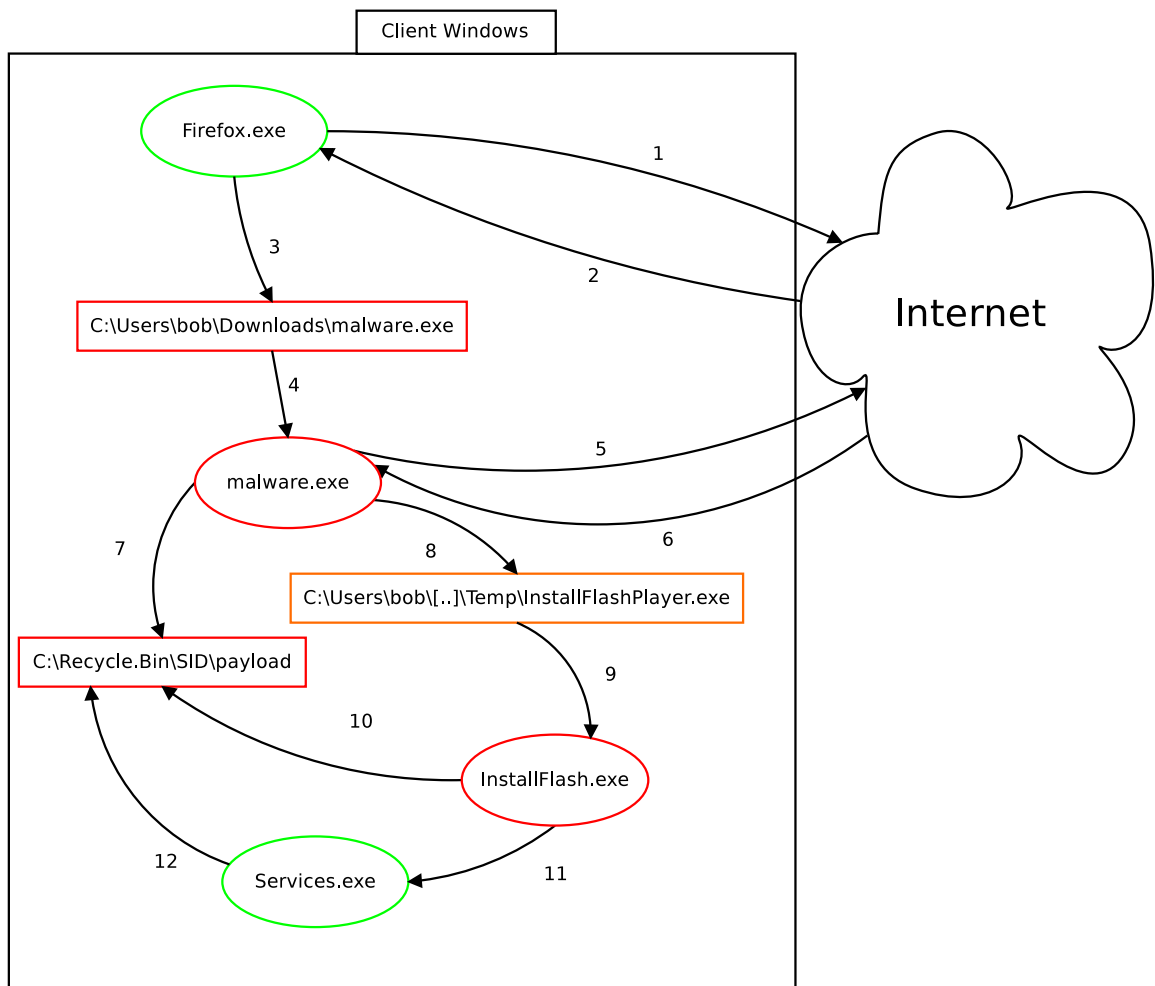 Client Windows
Firefox.exe
1
2
3
Internet
C:\Users\bob\Downloads\malware.exe
4
5
malware.exe
6
7
8
C:\Users\bob\[..]\Temp\InstallFlashPlayer.exe
C:\Recycle.Bin\SID\payload
9
10
InstallFlash.exe
12
11
Services.exe